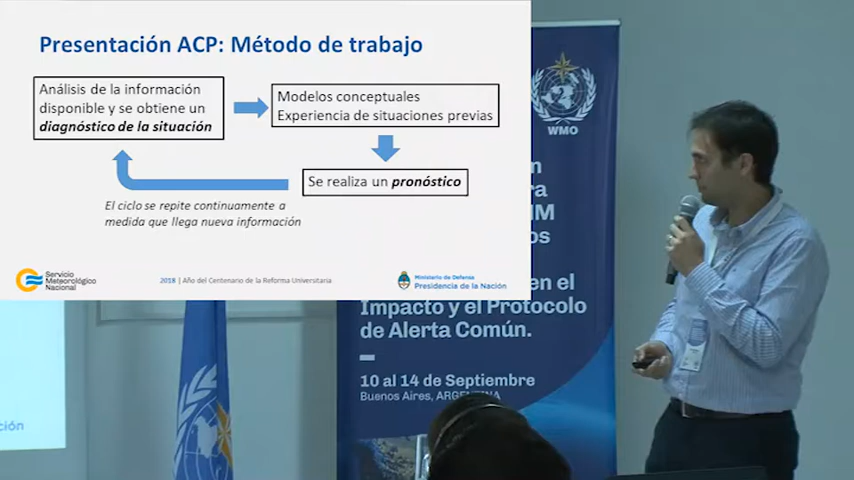 Presentación ACP: Método de trabajo
Análisis de la información
disponible y se obtiene un
diagnóstico de la situación
Modelos conceptuales
Experiencia de situaciones previas
Se realiza un pronóstico
El ciclo se repite continuamente a
medida que llega nueva información
Servicio
Meteorológico
Nacional
2018 | Año del Centenario de la Reforma Universitaria
Ministerio de Defensa
Presidencia de la Nación
WMO
en el
Impacto y el Protocolo
de Alerta Común.
10 al 14 de Septiembre
Buenos Aires, ARGENTINA